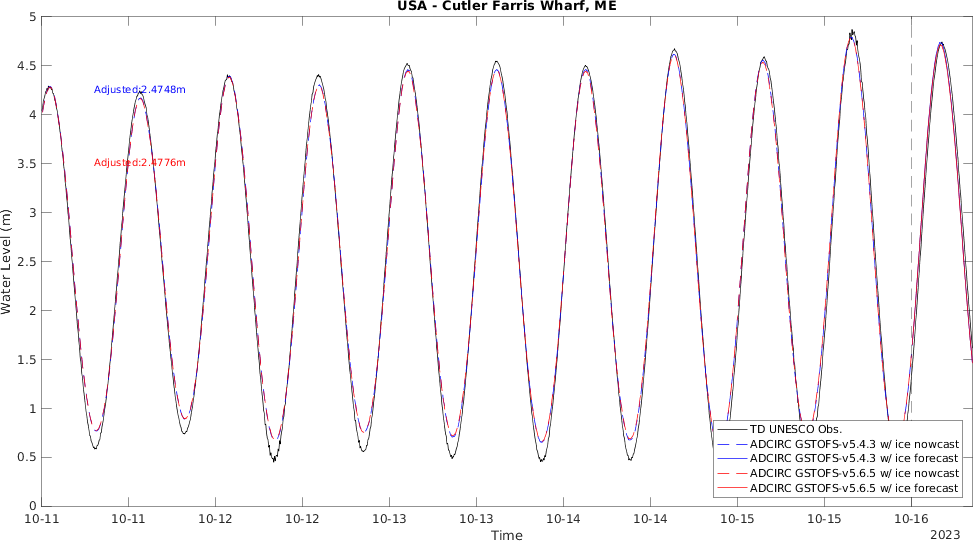 USA - Cutler Farris Wharf, ME
5
4.5
4
3.5
3
2.5
2
1.5
1
0.5
0
Water Level (m)
Adjusted:2.4748m
Adjusted:2.4776m
TD UNESCO Obs.
ADCIRC GSTOFS-v5.4.3 w/ ice nowcast
ADCIRC GSTOFS-v5.4.3 w/ ice forecast
ADCIRC GSTOFS-v5.6.5 w/ ice nowcast
ADCIRC GSTOFS-v5.6.5 w/ ice forecast
10-11 10-11 10-12 10-12 10-13 10-13 10-14 10-14 10-15 10-15 10-16
Time
2023